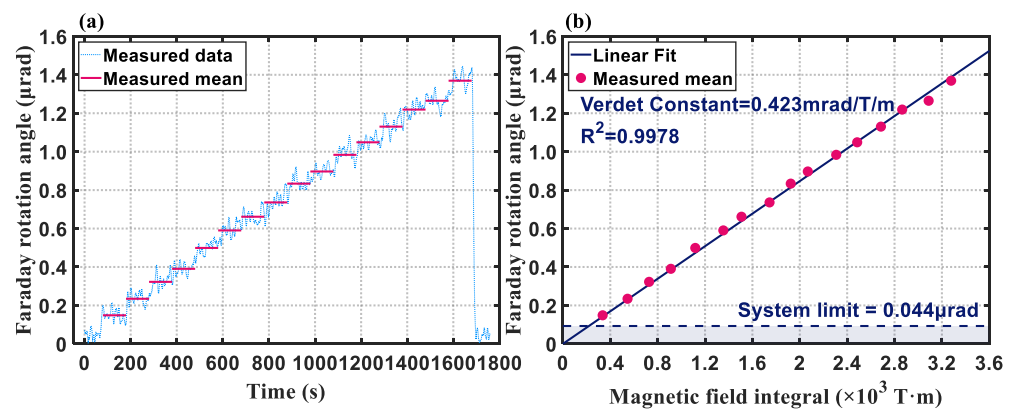 (a)
Faraday rotation angle (μrad)
1.6
1.4
1.2
1.0
0.8
0.6
0.4
0.2
0
Measured data
Measured mean
0 200 400 600 800 1000 1200 1400 1600 1800
Time (s)
(b)
Faraday rotation angle (μrad)
1.6
1.4
1.2
1.0
0.8
0.6
0.4
0.2
0
Linear Fit
Measured mean
Verdet Constant=0.423mrad/T/m
R²=0.9978
System limit = 0.044μrad
0 0.4 0.8 1.2 1.6 2 2.4 2.8 3.2 3.6
Magnetic field integral (×10³ T·m)